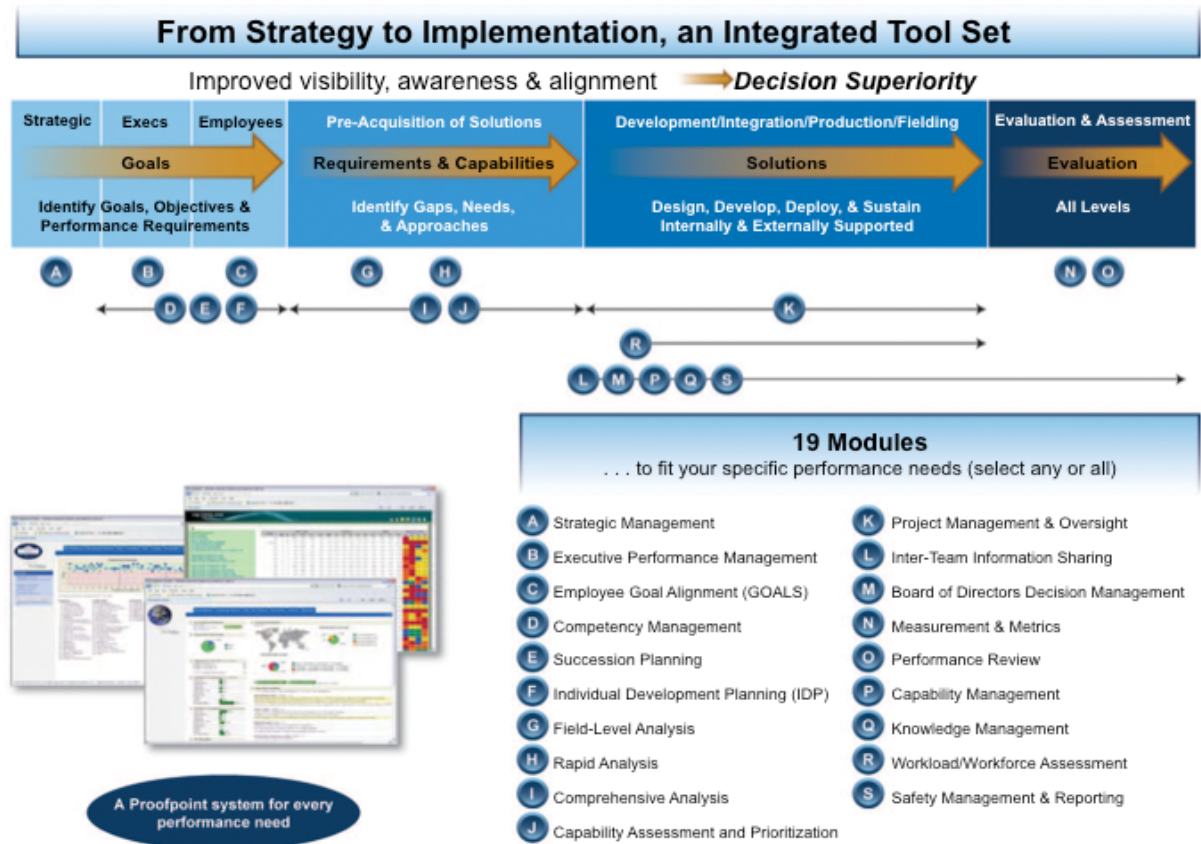 From Strategy to Implementation, an Integrated Tool Set
Improved visibility, awareness & alignment Decision Superiority
Strategic Execs Employees
Goals
Identify Goals, Objectives &
Performance Requirements
Pre-Acquisition of Solutions
Requirements & Capabilities
Identify Gaps, Needs,
& Approaches
Development/Integration/Production/Fielding
Solutions
Design, Develop, Deploy, & Sustain
Internally & Externally Supported
Evaluation & Assessment
Evaluation
All Levels
A B C G H N O
D E F I J K
R
L M P Q S
19 Modules
. . . to fit your specific performance needs (select any or all)
A Strategic Management
B Executive Performance Management
C Employee Goal Alignment (GOALS)
D Competency Management
E Succession Planning
F Individual Development Planning (IDP)
G Field-Level Analysis
H Rapid Analysis
I Comprehensive Analysis
J Capability Assessment and Prioritization
K Project Management & Oversight
L Inter-Team Information Sharing
M Board of Directors Decision Management
N Measurement & Metrics
O Performance Review
P Capability Management
Q Knowledge Management
R Workload/Workforce Assessment
S Safety Management & Reporting
A Proofpoint system for every
performance need